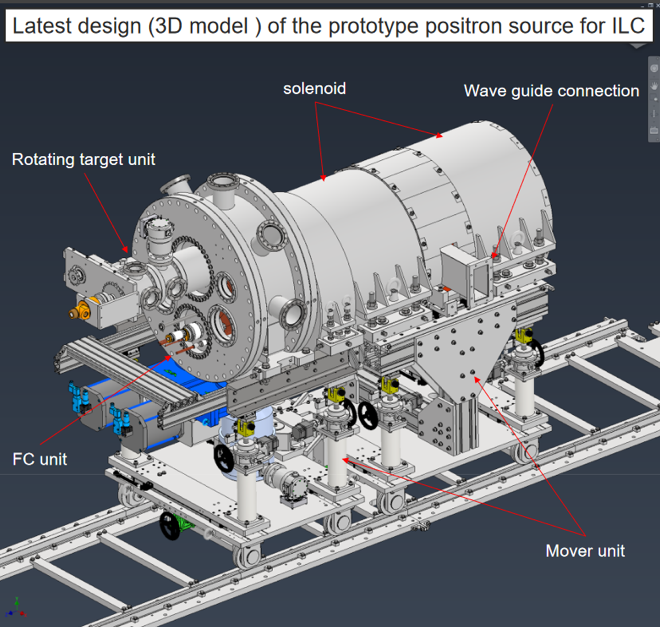 Latest design (3D model ) of the prototype positron source for ILC
solenoid
Wave guide connection
Rotating target unit
FC unit
Mover unit